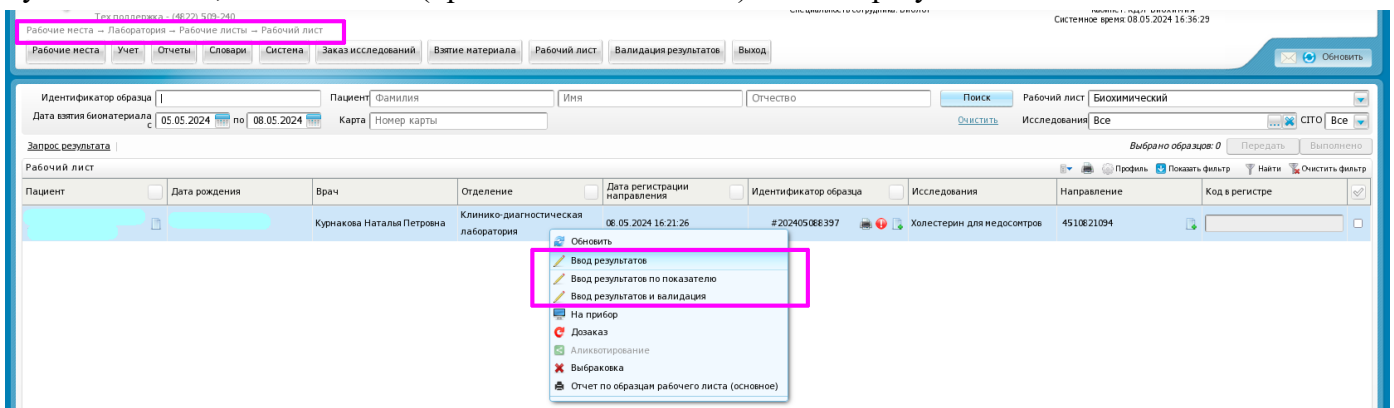 Тех.поддержка - (4822) 509-240
Системное время: 08.05.2024 16:36:29
Рабочие места → Лаборатория → Рабочие листы → Рабочий лист
Рабочие места Учет Отчеты Словари Система Заказ исследований Взятие материала Рабочий лист Валидация результатов Выход
Обновить
Идентификатор образца Пациент Фамилия Имя Отчество Поиск Рабочий лист Биохимический
Дата взятия биоматериала с 05.05.2024 по 08.05.2024 Карта Номер карты Очистить Исследования Все ... CITO Все
Запрос результата Выбрано образцов: 0 Передать Выполнено
Рабочий лист Профиль Показать фильтр Найти Очистить фильтр
Пациент Дата рождения Врач Отделение Дата регистрации направления Идентификатор образца Исследования Направление Код в регистре
Курнакова Наталья Петровна Клинико-диагностическая лаборатория 08.05.2024 16:21:26 #202405088397 Холестерин для медосмотров 4510821094
Обновить
Ввод результатов
Ввод результатов по показателю
Ввод результатов и валидация
На прибор
Дозаказ
Аликвотирование
Выбраковка
Отчет по образцам рабочего листа (основное)